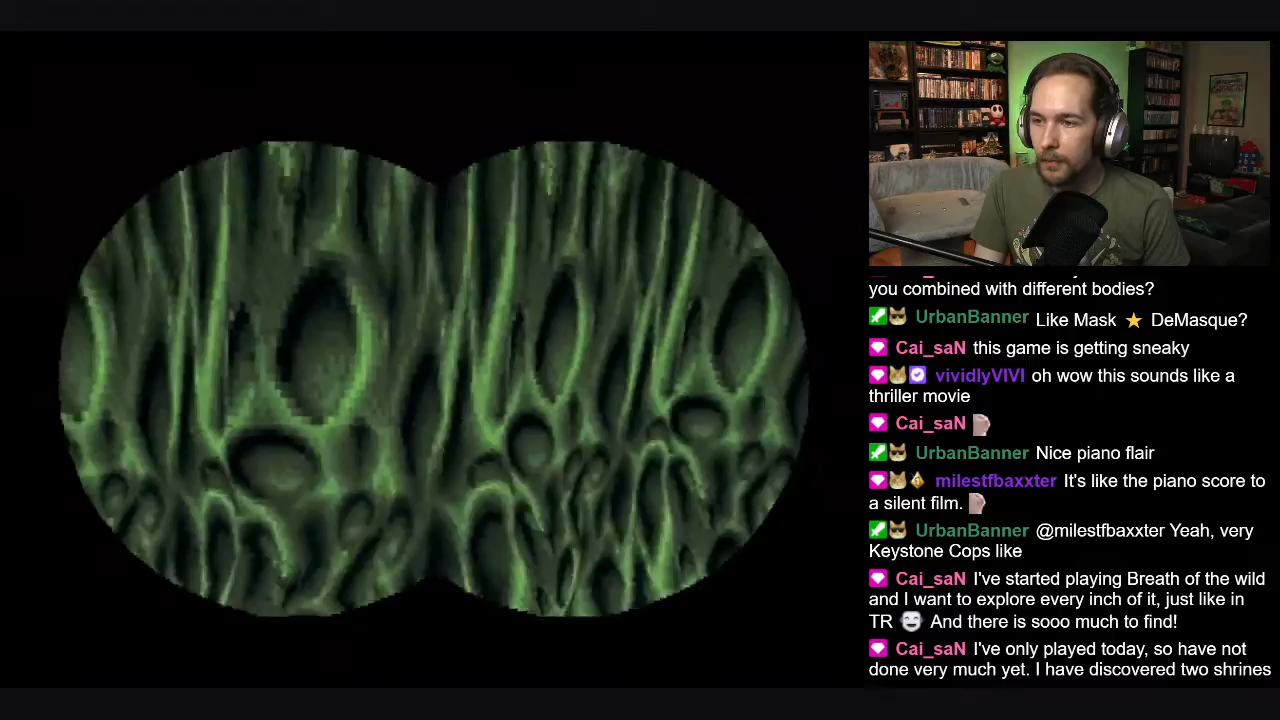 you combined with different bodies?
UrbanBanner Like Mask ⭐ DeMasque?
Cai_saN this game is getting sneaky
vividlyVIVI oh wow this sounds like a
thriller movie
Cai_saN
UrbanBanner Nice piano flair
milestfbaxxter It's like the piano score to
a silent film.
UrbanBanner @milestfbaxxter Yeah, very
Keystone Cops like
Cai_saN I've started playing Breath of the wild
and I want to explore every inch of it, just like in
TR And there is sooo much to find!
Cai_saN I've only played today, so have not
done very much yet. I have discovered two shrines